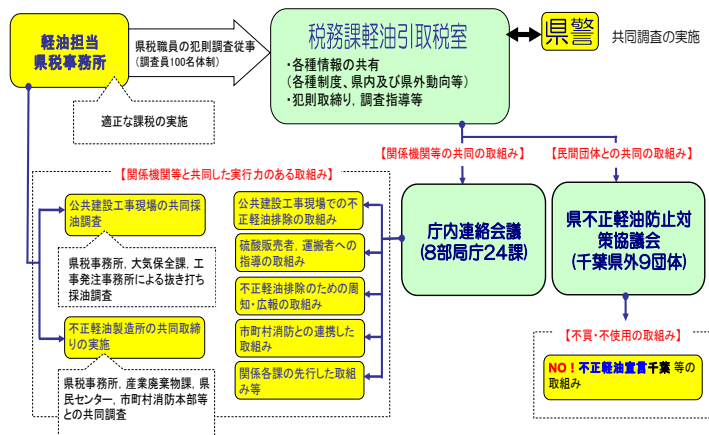 軽油担当
県税事務所
県税職員の犯則調査従事
(調査員100名体制)
税務課軽油引取税室
・各種情報の共有
(各種制度、県内及び県外動向等)
・犯則取締り, 調査指導等
県警
共同調査の実施
適正な課税の実施
【関係機関等と共同した実行力のある取組み】
【関係機関等の共同の取組み】
【民間団体との共同の取組み】
公共建設工事現場の共同採
油調査
県税事務所, 大気保全課, 工
事発注事務所による抜き打ち
採油調査
不正軽油製造所の共同取締
りの実施
県税事務所, 産業廃棄物課, 県
民センター, 市町村消防本部等
との共同調査
公共建設工事現場での不
正軽油排除の取組み
硫酸販売者, 運搬者への
指導の取組み
不正軽油排除のための周
知・広報の取組み
市町村消防との連携した
取組み
関係各課の先行した取組
み等
庁内連絡会議
(8部局庁24課)
県不正軽油防止対
策協議会
(千葉県外9団体)
【不買・不使用の取組み】
NO！不正軽油宣言千葉 等の
取組み